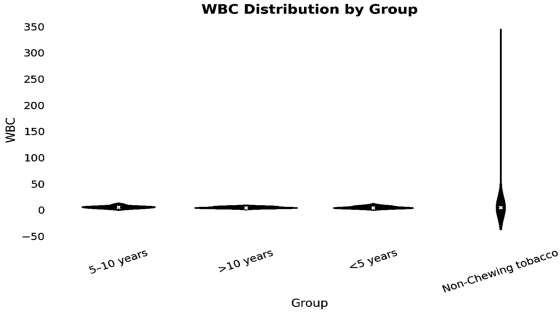 WBC Distribution by Group
350
300
250
200
150
100
50
0
−50
WBC
5–10 years
>10 years
<5 years
Non-Chewing tobacco
Group